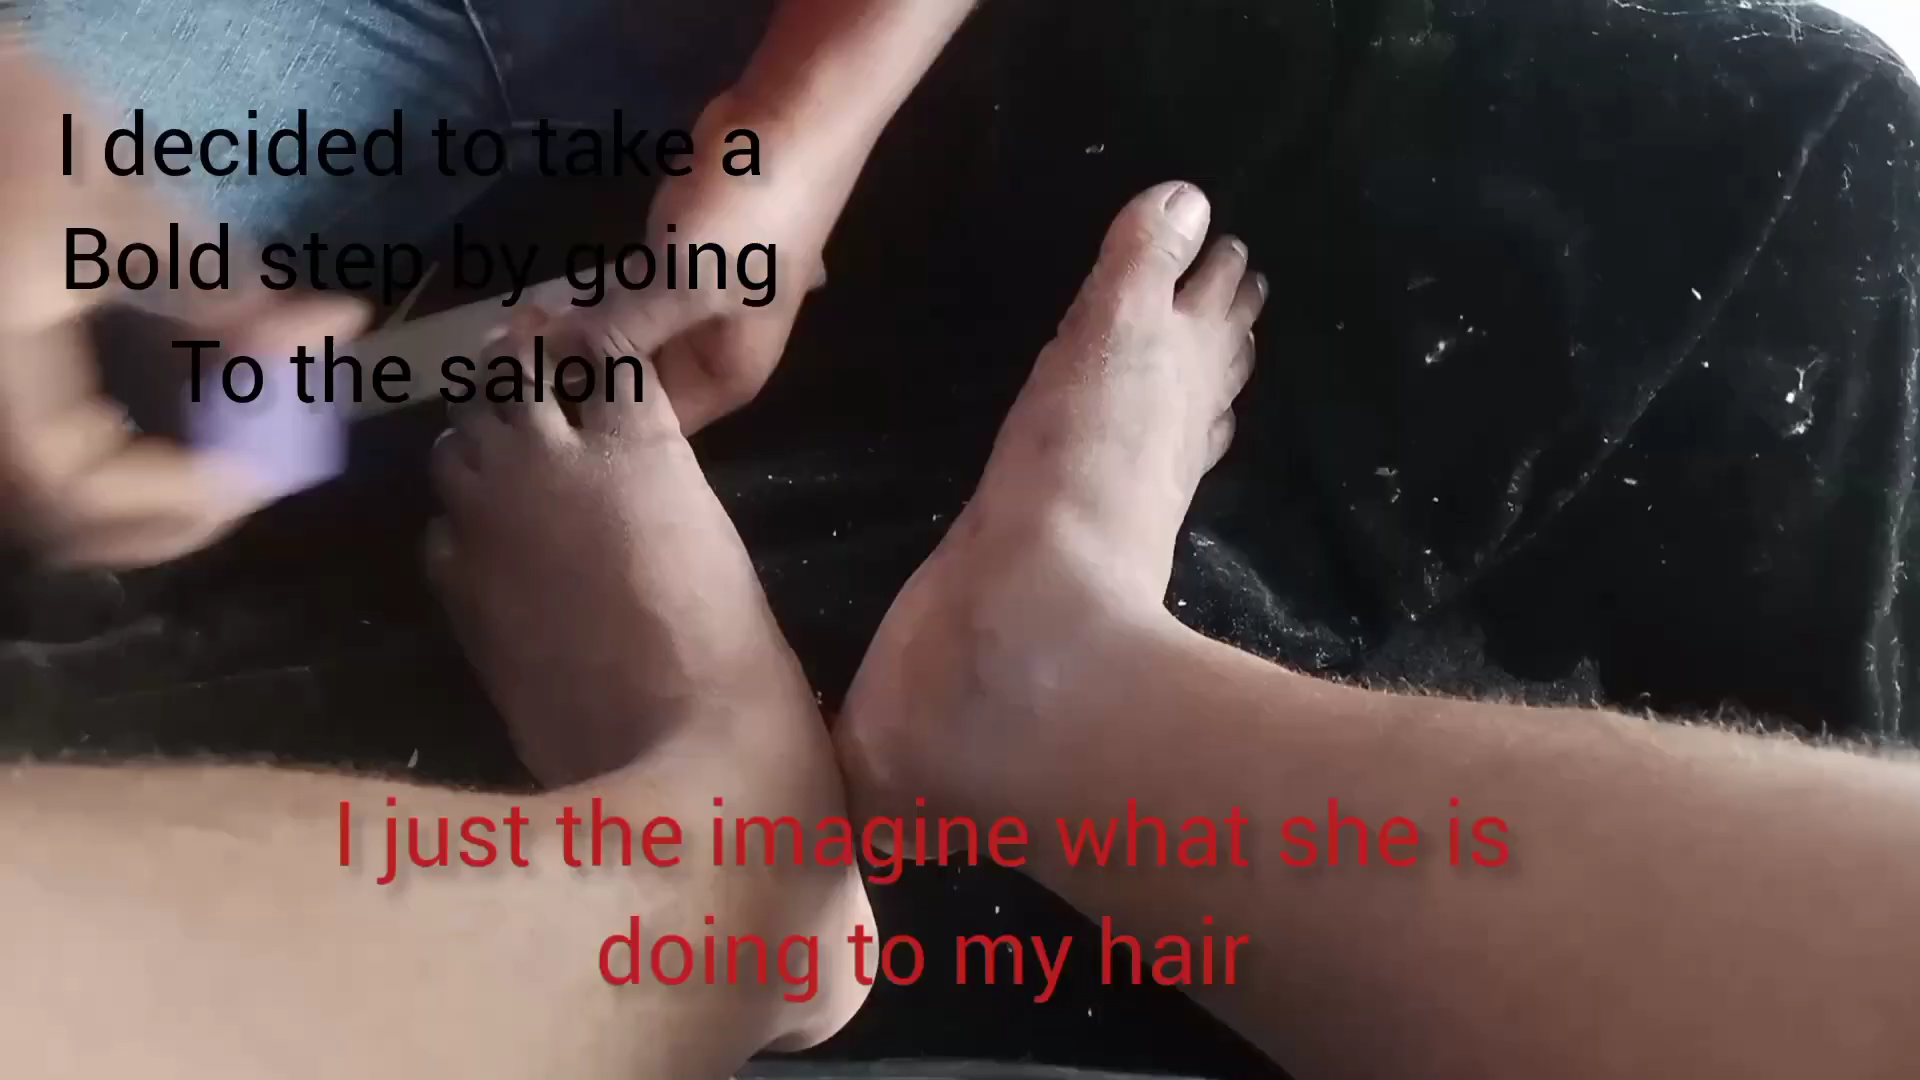 I decided to take a
Bold step by going
To the salon
I just the imagine what she is
doing to my hair